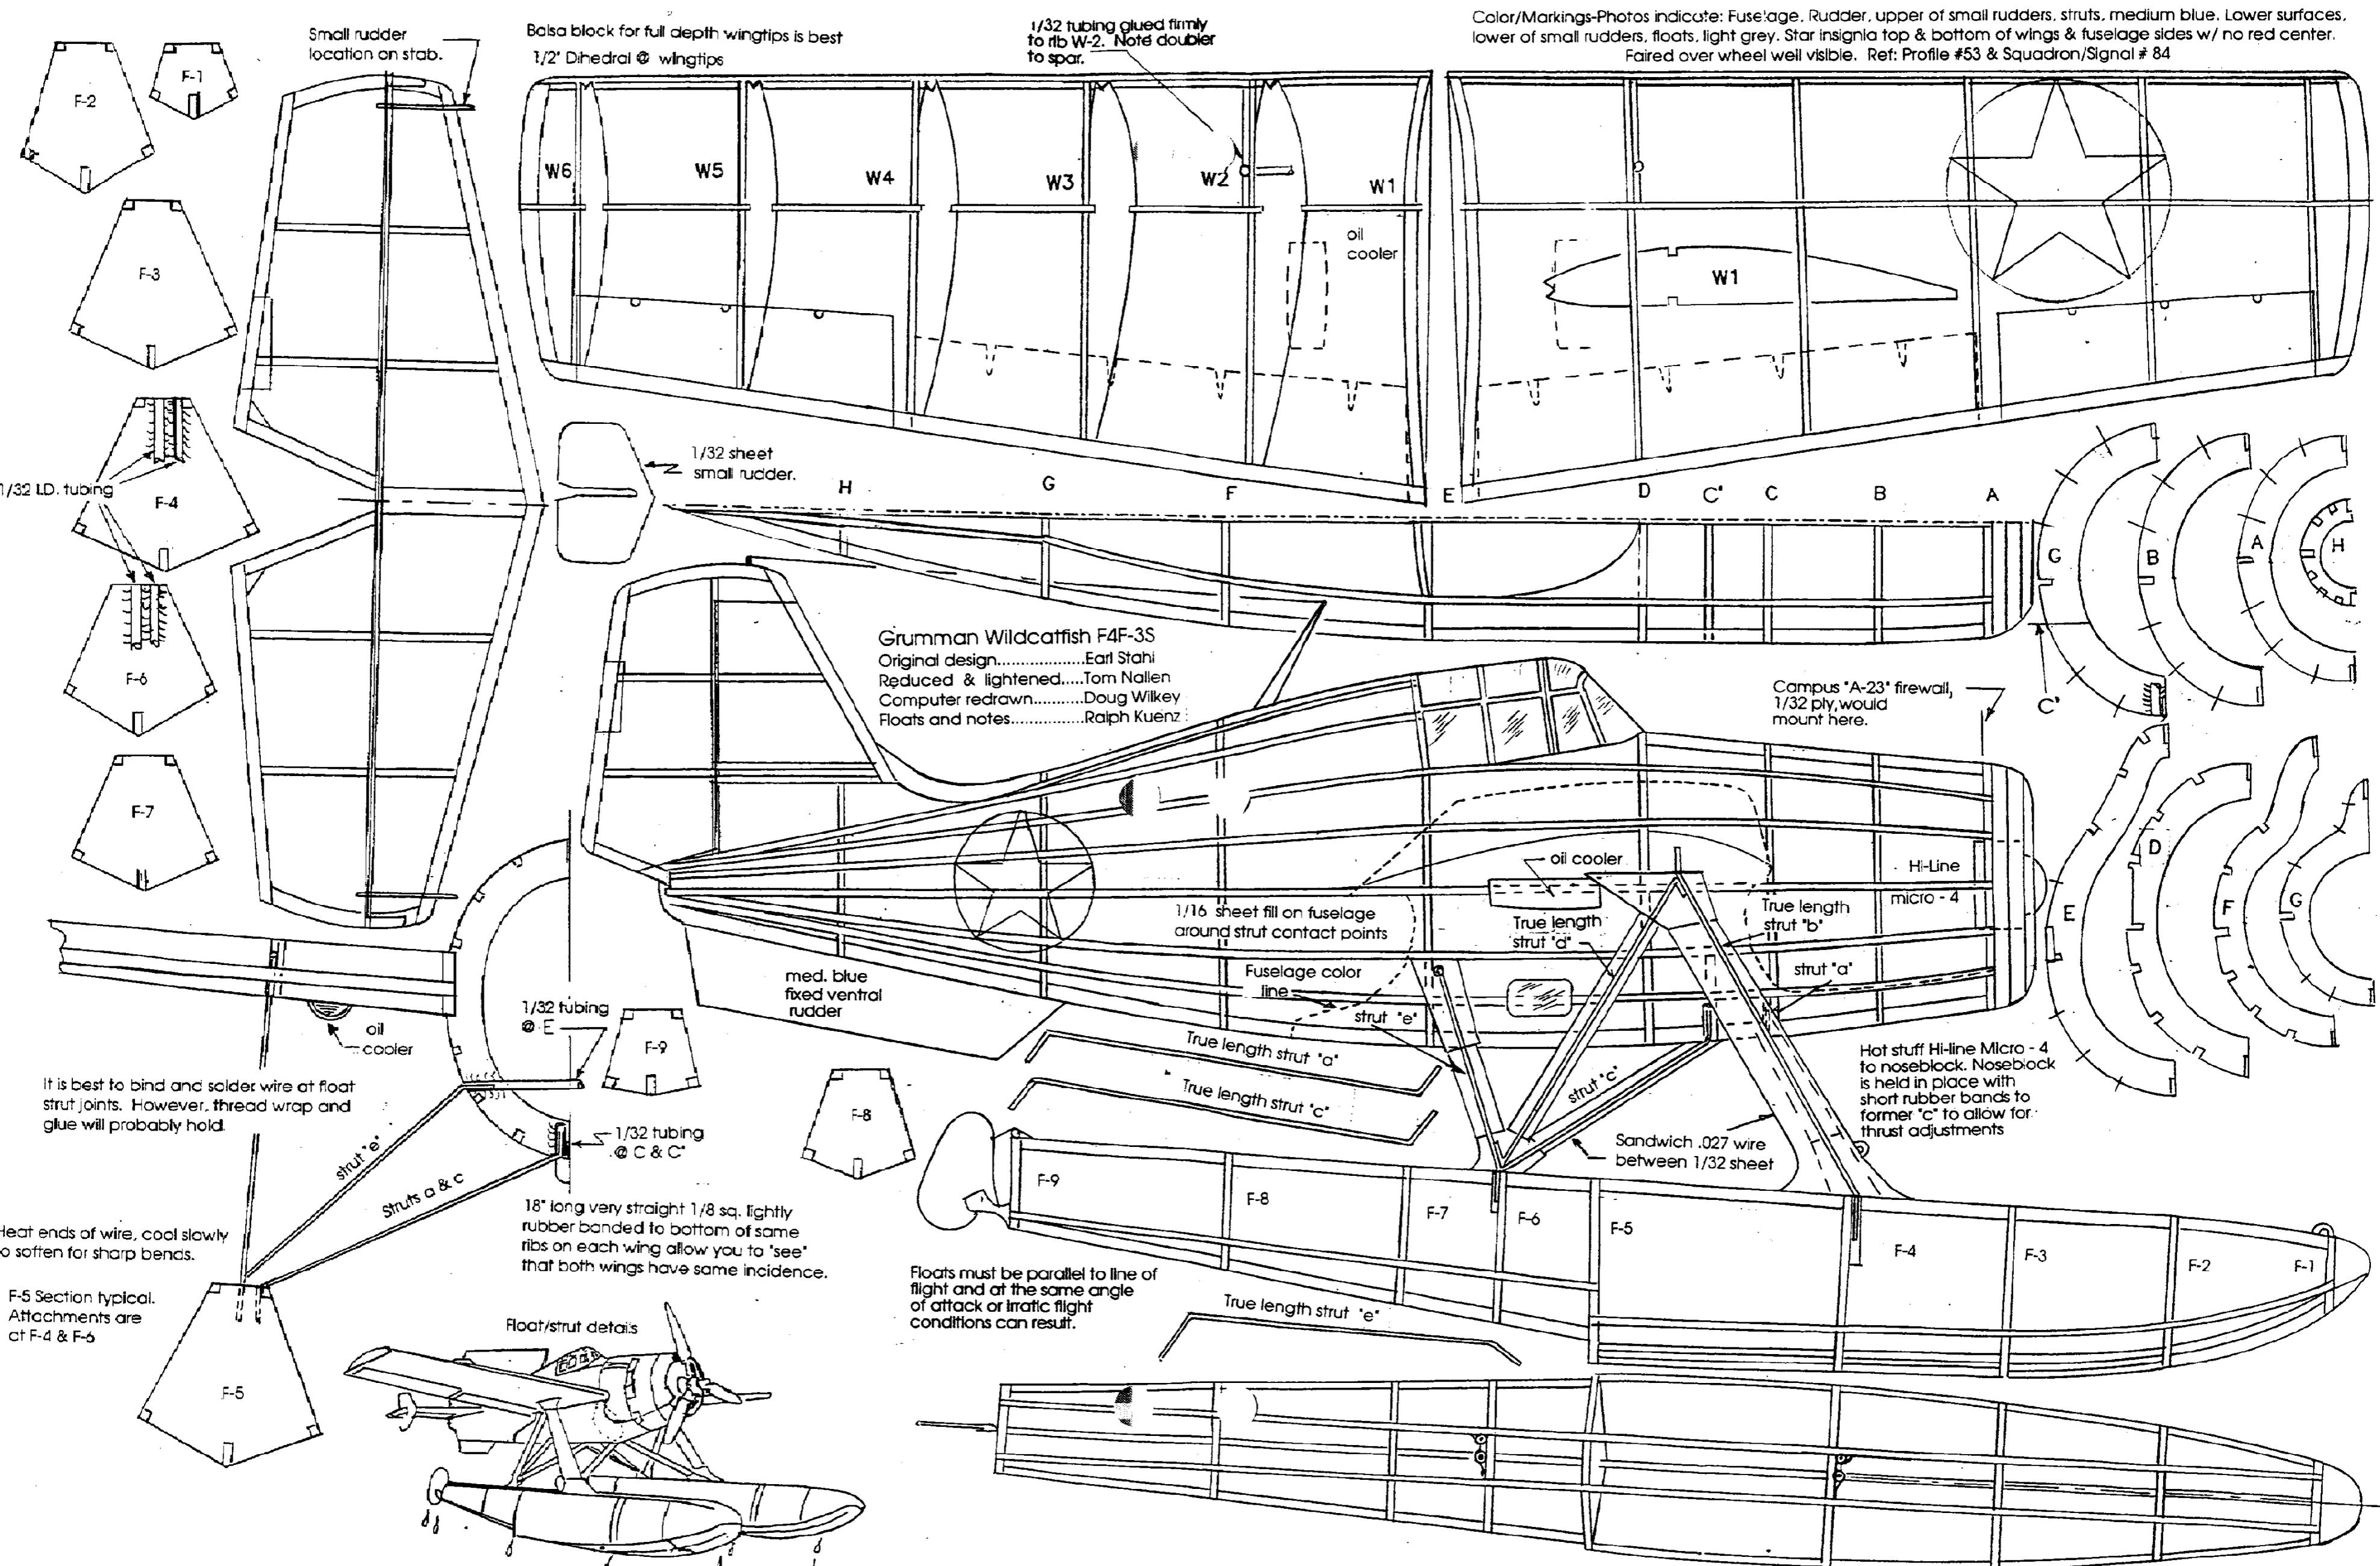 Small rudder
location on stab.
Balsa block for full depth wingtips is best
1/2" Dihedral @ wingtips
1/32 tubing glued firmly
to rib W-2. Note doubler
to spar.
Color/Markings-Photos indicate: Fuselage, Rudder, upper of small rudders, struts, medium blue. Lower surfaces,
lower of small rudders, floats, light grey. Star insignia top & bottom of wings & fuselage sides w/ no red center.
Faired over wheel well visible. Ref: Profile #53 & Squadron/Signal # 84
F-2
F-1
F-3
F-4
F-6
F-7
1/32 I.D. tubing
W6
W5
W4
W3
W2
W1
oil
cooler
W1
1/32 sheet
small rudder.
H
G
F
E
D
C'
C
B
A
G
B
A
H
C'
Grumman Wildcatfish F4F-3S
Original design..................Earl Stahl
Reduced & lightened.....Tom Nallen
Computer redrawn..........Doug Wilkey
Floats and notes...............Ralph Kuenz
Campus "A-23" firewall,
1/32 ply,would
mount here.
oil cooler
Hi-Line
micro - 4
1/16 sheet fill on fuselage
around strut contact points
True length
strut "d"
True length
strut "b"
strut "a"
Fuselage color
line
strut "e"
med. blue
fixed ventral
rudder
E
D
F
G
oil
cooler
1/32 tubing
@ E
F-9
True length strut "a"
True length strut "c"
strut "c"
F-8
Hot stuff Hi-line Micro - 4
to noseblock. Noseblock
is held in place with
short rubber bands to
former "c" to allow for
thrust adjustments
It is best to bind and solder wire at float
strut joints. However, thread wrap and
glue will probably hold.
strut "e"
Struts a & c
1/32 tubing
@ C & C"
Sandwich .027 wire
between 1/32 sheet
F-9
F-8
F-7
F-6
F-5
F-4
F-3
F-2
F-1
Heat ends of wire, cool slowly
to soften for sharp bends.
18" long very straight 1/8 sq. lightly
rubber banded to bottom of same
ribs on each wing allow you to "see"
that both wings have same incidence.
Floats must be parallel to line of
flight and at the same angle
of attack or irratic flight
conditions can result.
True length strut "e"
F-5 Section typical.
Attachments are
at F-4 & F-6
F-5
Float/strut details